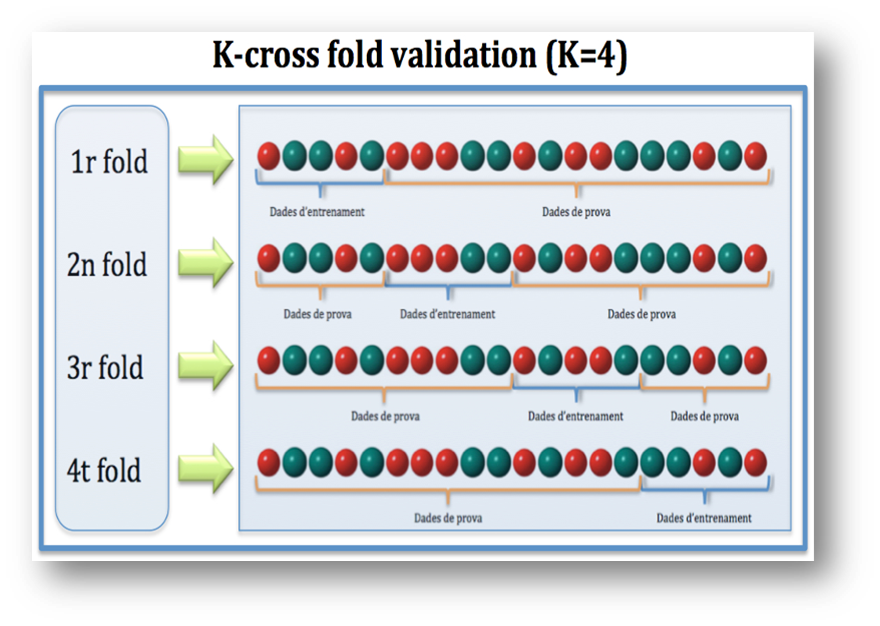 K-cross fold validation (K=4)
1r fold
Dades d'entrenament
Dades de prova
2n fold
Dades de prova
Dades d'entrenament
Dades de prova
3r fold
Dades de prova
Dades d'entrenament
Dades de prova
4t fold
Dades de prova
Dades d'entrenament